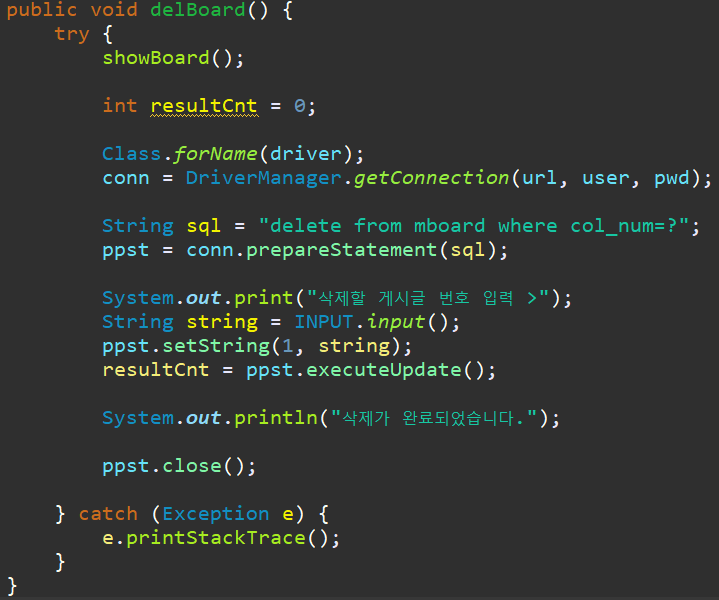 public void delBoard() {
    try {
        showBoard();

        int resultCnt = 0;

        Class.forName(driver);
        conn = DriverManager.getConnection(url, user, pwd);

        String sql = "delete from mboard where col_num=?";
        ppst = conn.prepareStatement(sql);

        System.out.print("삭제할 게시글 번호 입력 >");
        String string = INPUT.input();
        ppst.setString(1, string);
        resultCnt = ppst.executeUpdate();

        System.out.println("삭제가 완료되었습니다.");

        ppst.close();

    } catch (Exception e) {
        e.printStackTrace();
    }
}